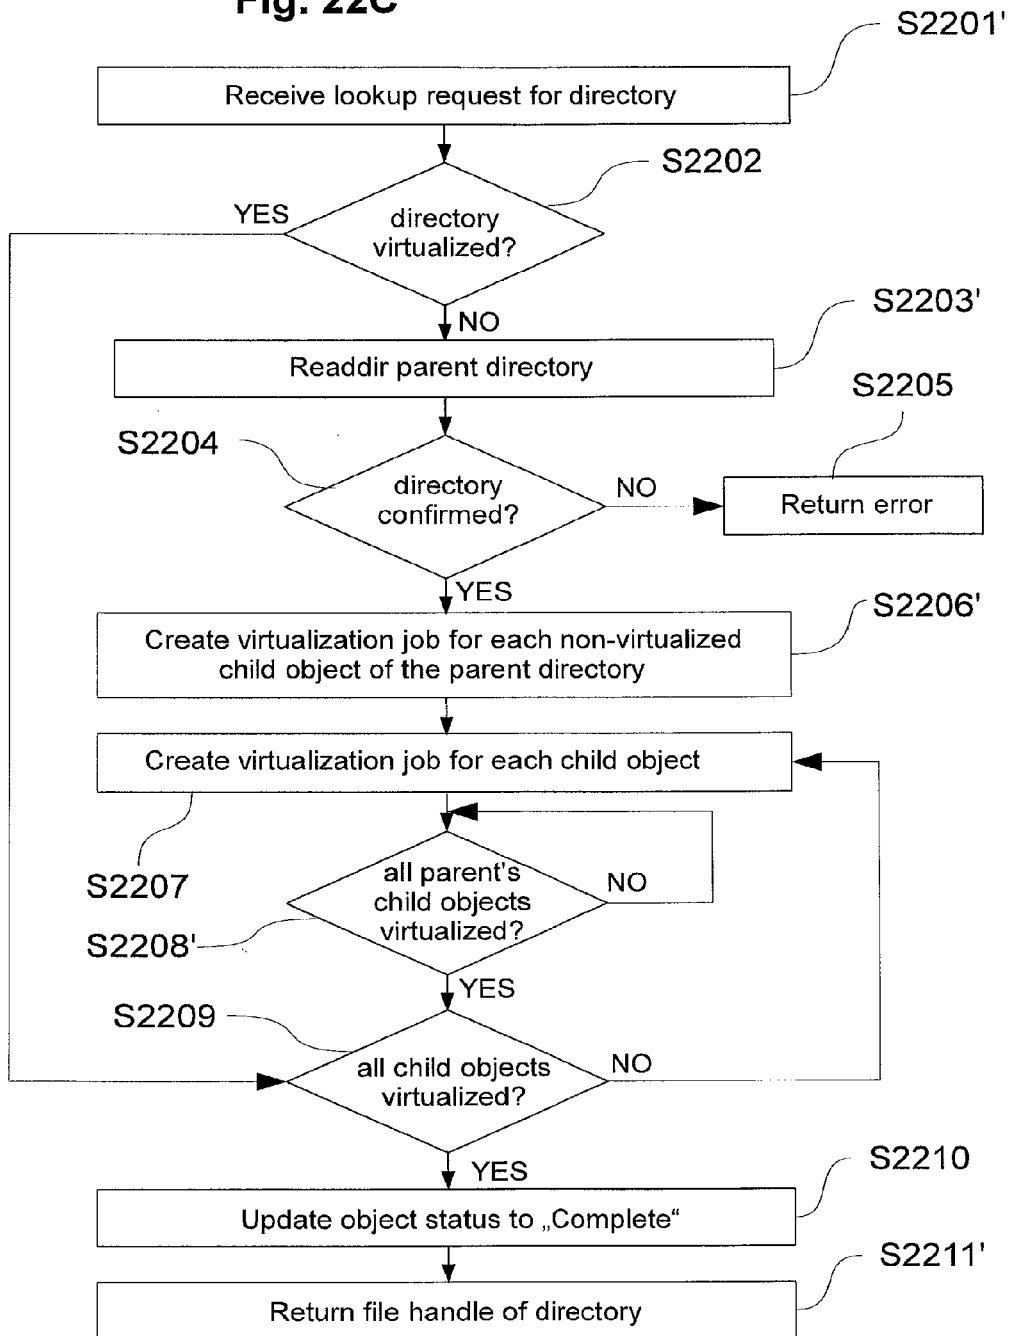 Fig. 22C
S2201'
Receive lookup request for directory
S2202
YES
directory
virtualized?
NO
S2203'
Readdir parent directory
S2205
S2204
directory
confirmed?
NO
Return error
YES
S2206'
Create virtualization job for each non-virtualized
child object of the parent directory
Create virtualization job for each child object
S2207
all parent's
child objects
virtualized?
NO
S2208'
YES
S2209
all child objects
virtualized?
NO
YES
S2210
Update object status to „Complete“
S2211'
Return file handle of directory